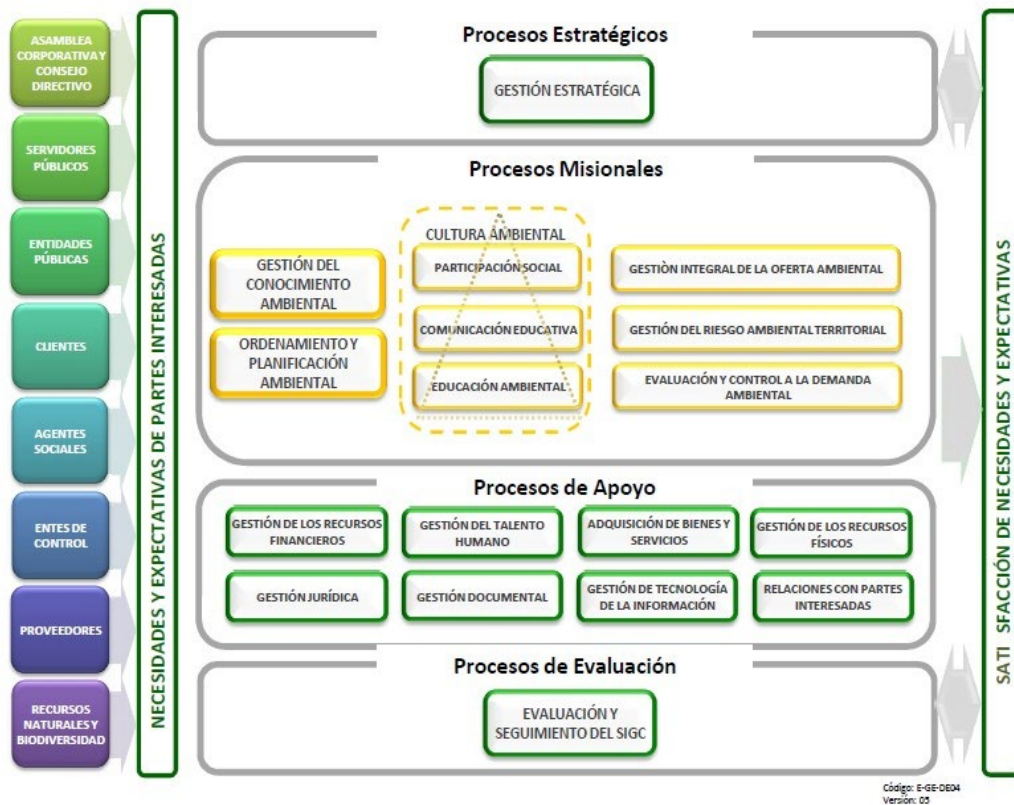 ASAMBLEA
CORPORATIVA Y
CONSEJO
DIRECTIVO
SERVIDORES
PÚBLICOS
ENTIDADES
PÚBLICAS
CLIENTES
AGENTES
SOCIALES
ENTES DE
CONTROL
PROVEEDORES
RECURSOS
NATURALES Y
BIODIVERSIDAD
NECESIDADES Y EXPECTATIVAS DE PARTES INTERESADAS
Procesos Estratégicos
GESTIÓN ESTRATÉGICA
Procesos Misionales
GESTIÓN DEL
CONOCIMIENTO
AMBIENTAL
ORDENAMIENTO Y
PLANIFICACIÓN
AMBIENTAL
CULTURA AMBIENTAL
PARTICIPACIÓN SOCIAL
COMUNICACIÓN EDUCATIVA
EDUCACIÓN AMBIENTAL
GESTIÒN INTEGRAL DE LA OFERTA AMBIENTAL
GESTIÓN DEL RIESGO AMBIENTAL TERRITORIAL
EVALUACIÓN Y CONTROL A LA DEMANDA
AMBIENTAL
Procesos de Apoyo
GESTIÓN DE LOS RECURSOS
FINANCIEROS
GESTIÓN DEL TALENTO
HUMANO
ADQUISICIÓN DE BIENES Y
SERVICIOS
GESTIÓN DE LOS RECURSOS
FÍSICOS
GESTIÓN JURÍDICA
GESTIÓN DOCUMENTAL
GESTIÓN DE TECNOLOGÍA
DE LA INFORMACIÓN
RELACIONES CON PARTES
INTERESADAS
Procesos de Evaluación
EVALUACIÓN Y
SEGUIMIENTO DEL SIGC
SATI SFACCIÓN DE NECESIDADES Y EXPECTATIVAS
Código: E-GE-DE04
Versión: 05